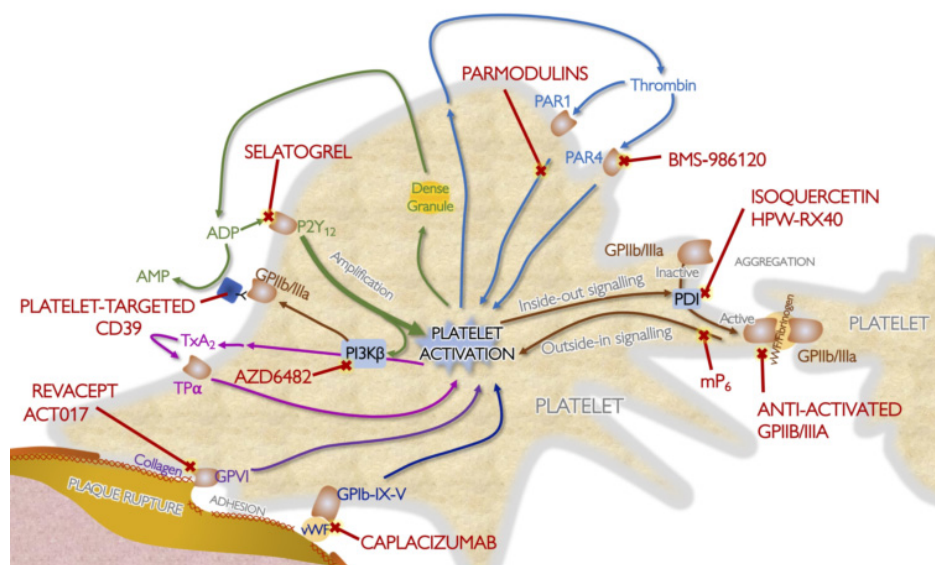 PARMODULINS
PAR1
Thrombin
SELATOGREL
PAR4
BMS-986120
Dense
Granule
ISOQUERCETIN
HPW-RX40
ADP
P2Y12
GPIIb/IIIa
Inactive
AGGREGATION
AMP
GPIIb/IIIa
Amplification
Inside-out signalling
PDI
PLATELET-TARGETED
CD39
Active
vWF/Fibrinogen
PLATELET
PLATELET
ACTIVATION
Outside-in signalling
GPIIb/IIIa
TxA2
PI3Kβ
AZD6482
TPα
mP6
REVACEPT
ACT017
PLATELET
ANTI-ACTIVATED
GPIIB/IIIA
Collagen
GPVI
PLAQUE RUPTURE
ADHESION
GPIb-IX-V
vWF
CAPLACIZUMAB